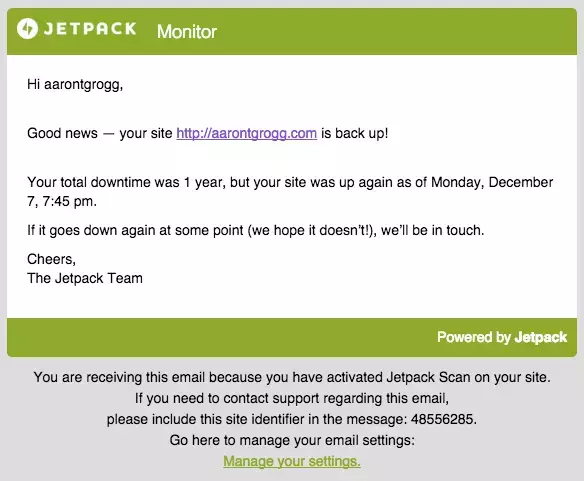 JETPACK Monitor
Hi aarontgrogg,
Good news — your site http://aarontgrogg.com is back up!
Your total downtime was 1 year, but your site was up again as of Monday, December
7, 7:45 pm.
If it goes down again at some point (we hope it doesn't!), we'll be in touch.
Cheers,
The Jetpack Team
Powered by Jetpack
You are receiving this email because you have activated Jetpack Scan on your site.
If you need to contact support regarding this email,
please include this site identifier in the message: 48556285.
Go here to manage your email settings:
Manage your settings.